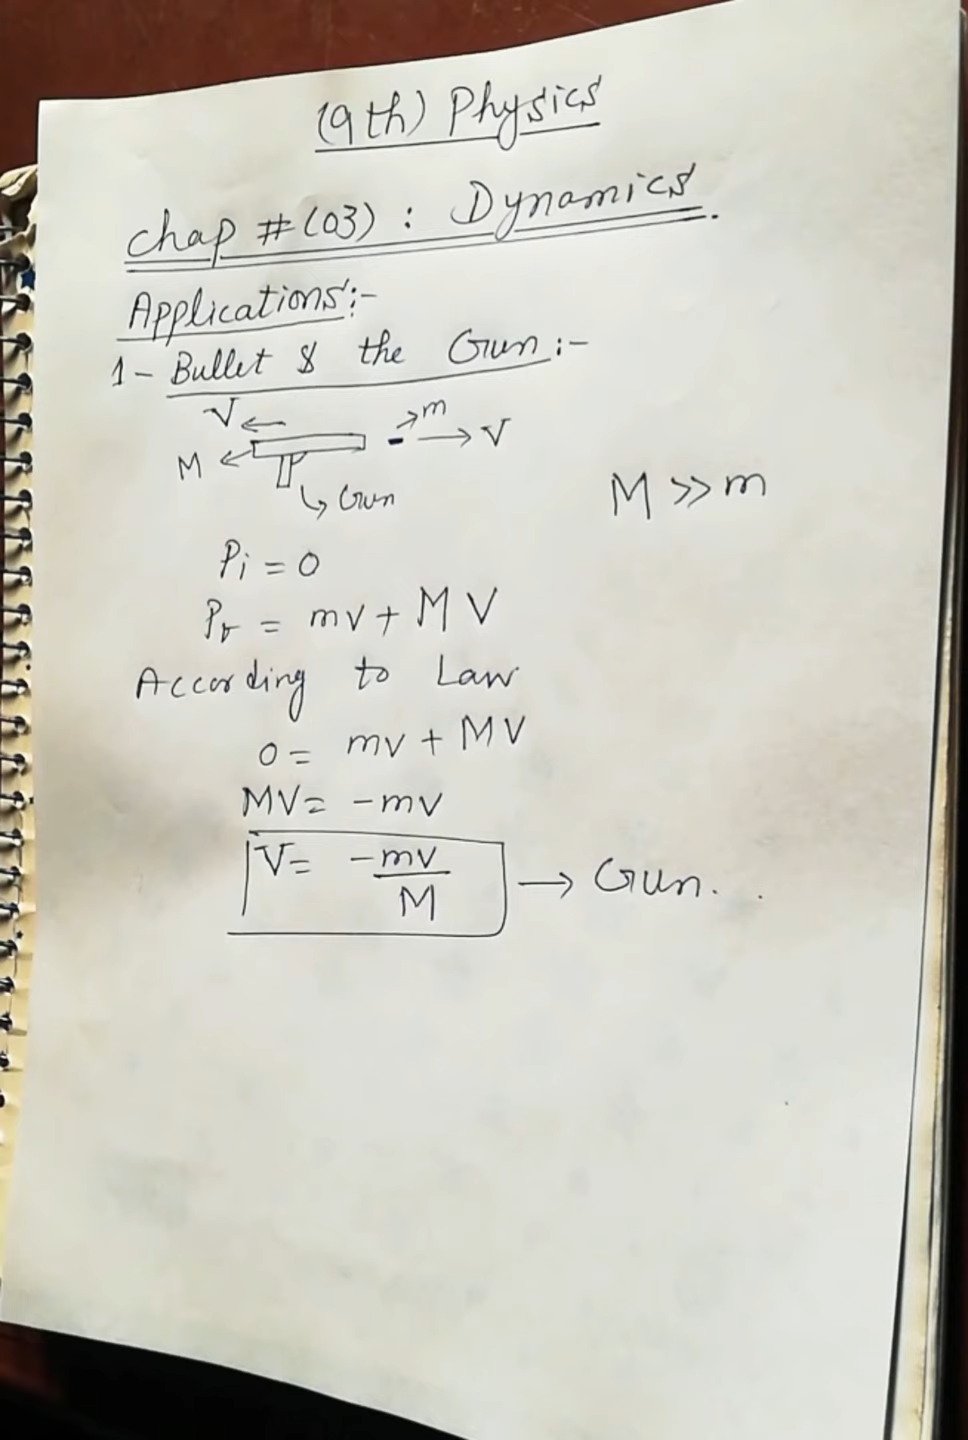 (9th) Physics
Chap #(03): Dynamics.
Applications:-
1- Bullet & the Gun:-
V m
M V
Gun
M >> m
Pi = 0
Pf = mv + MV
According to Law
0 = mv + MV
MV = -mv
V = -mv/M → Gun.